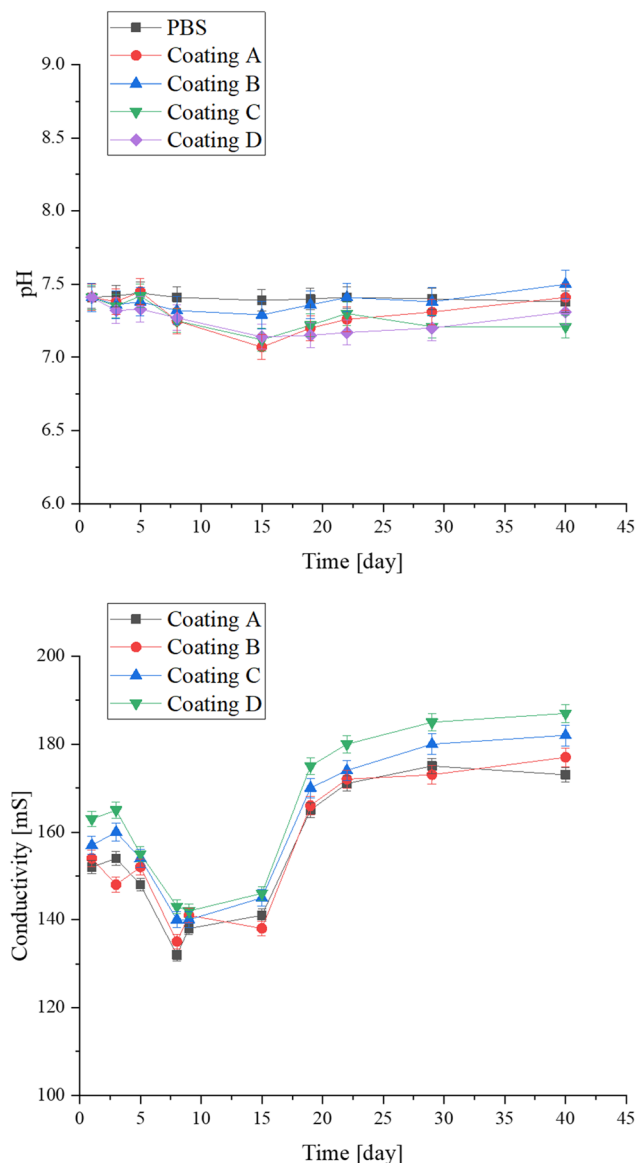 PBS
Coating A
Coating B
Coating C
Coating D
9.0
8.5
8.0
7.5
7.0
6.5
6.0
pH
0 5 10 15 20 25 30 35 40 45
Time [day]
Coating A
Coating B
Coating C
Coating D
200
180
160
140
120
100
Conductivity [mS]
0 5 10 15 20 25 30 35 40 45
Time [day]